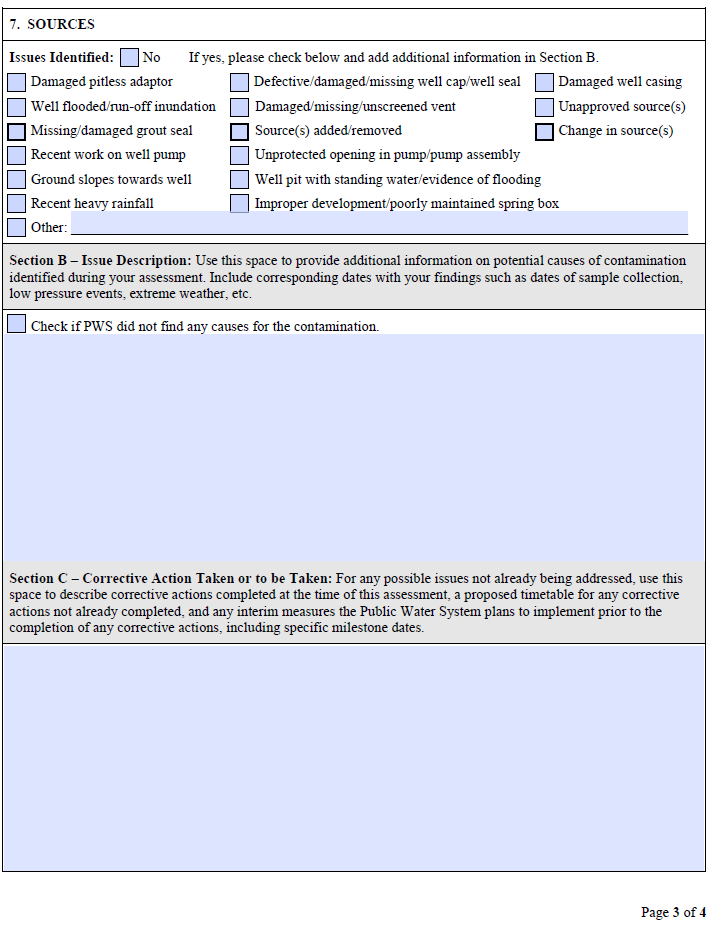 7. SOURCES
Issues Identified: No If yes, please check below and add additional information in Section B.
Damaged pitless adaptor Defective/damaged/missing well cap/well seal Damaged well casing
Well flooded/run-off inundation Damaged/missing/unscreened vent Unapproved source(s)
Missing/damaged grout seal Source(s) added/removed Change in source(s)
Recent work on well pump Unprotected opening in pump/pump assembly
Ground slopes towards well Well pit with standing water/evidence of flooding
Recent heavy rainfall Improper development/poorly maintained spring box
Other:
Section B – Issue Description: Use this space to provide additional information on potential causes of contamination
identified during your assessment. Include corresponding dates with your findings such as dates of sample collection,
low pressure events, extreme weather, etc.
Check if PWS did not find any causes for the contamination.
Section C – Corrective Action Taken or to be Taken: For any possible issues not already being addressed, use this
space to describe corrective actions completed at the time of this assessment, a proposed timetable for any corrective
actions not already completed, and any interim measures the Public Water System plans to implement prior to the
completion of any corrective actions, including specific milestone dates.
Page 3 of 4